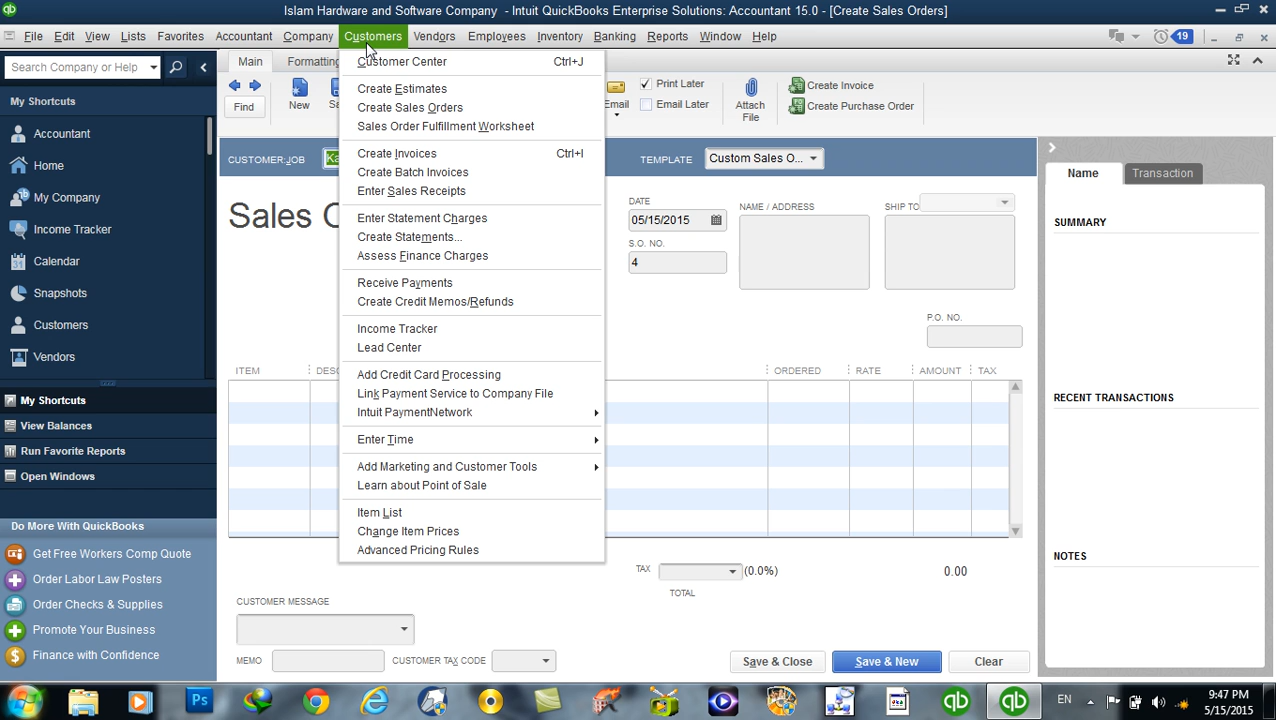 Islam Hardware and Software Company - Intuit QuickBooks Enterprise Solutions: Accountant 15.0 - [Create Sales Orders]
File Edit View Lists Favorites Accountant Company Customers Vendors Employees Inventory Banking Reports Window Help 19
Search Company or Help
My Shortcuts
Accountant
Home
My Company
Income Tracker
Calendar
Snapshots
Customers
Vendors
My Shortcuts
View Balances
Run Favorite Reports
Open Windows
Do More With QuickBooks
Get Free Workers Comp Quote
Order Labor Law Posters
Order Checks & Supplies
Promote Your Business
Finance with Confidence
Main
Find
New
Customer Center Ctrl+J
Create Estimates
Create Sales Orders
Sales Order Fulfillment Worksheet
Create Invoices Ctrl+I
Create Batch Invoices
Enter Sales Receipts
Enter Statement Charges
Create Statements...
Assess Finance Charges
Receive Payments
Create Credit Memos/Refunds
Income Tracker
Lead Center
Add Credit Card Processing
Link Payment Service to Company File
Intuit PaymentNetwork
Enter Time
Add Marketing and Customer Tools
Learn about Point of Sale
Item List
Change Item Prices
Advanced Pricing Rules
Email
Print Later
Email Later
Attach
File
Create Invoice
Create Purchase Order
CUSTOMER:JOB
TEMPLATE Custom Sales O...
Sales
DATE
05/15/2015
S.O. NO.
4
NAME / ADDRESS
SHIP TO
P.O. NO.
ITEM ORDERED RATE AMOUNT TAX
TAX (0.0%) 0.00
TOTAL
CUSTOMER MESSAGE
MEMO CUSTOMER TAX CODE
Save & Close Save & New Clear
Name Transaction
SUMMARY
RECENT TRANSACTIONS
NOTES
Ps
qb
qb
EN
9:47 PM
5/15/2015